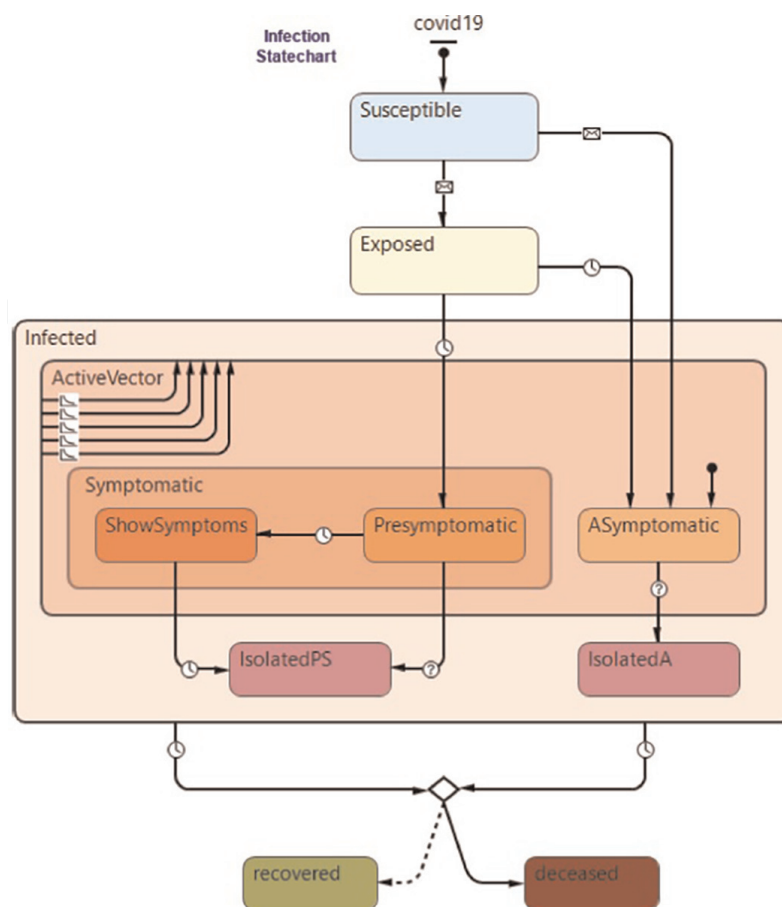 covid19
Infection
Statechart
Susceptible
Exposed
Infected
ActiveVector
Symptomatic
ShowSymptoms
Presymptomatic
ASymptomatic
?
IsolatedPS
?
IsolatedA
recovered
deceased